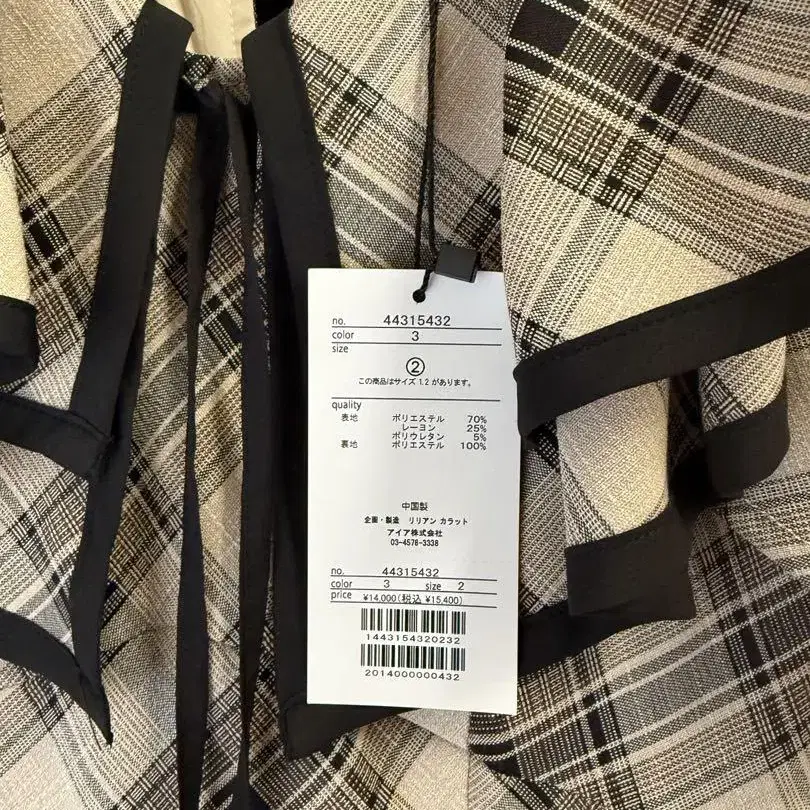 no. 44315432
color 3
size
②
この商品はサイズ 1.2 があります。
quality
表地 ポリエステル 70%
レーヨン 25%
ポリウレタン 5%
裏地 ポリエステル 100%
中国製
企画・製造 リリアン カラット
アイア株式会社
03-4578-3338
no. 44315432
color 3 size 2
price ¥14,000(税込 ¥15,400)
1443154320232
2014000000432